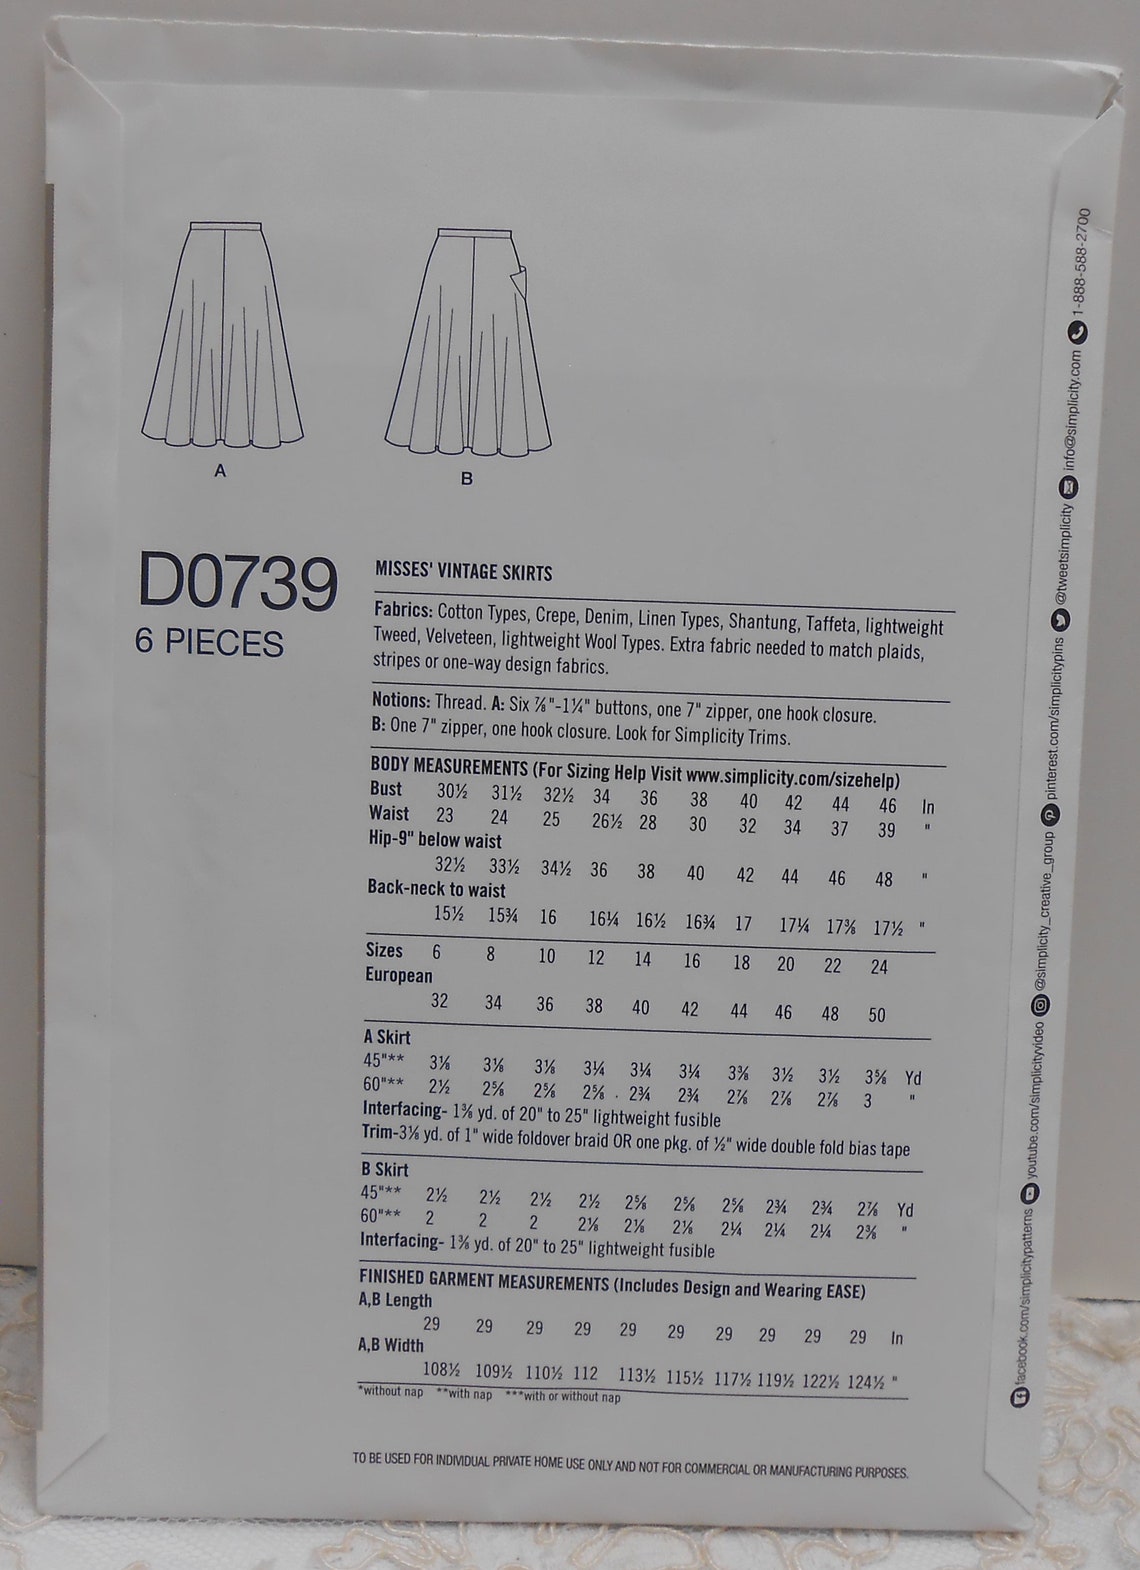 A
B
D0739
6 PIECES
MISSES' VINTAGE SKIRTS
Fabrics: Cotton Types, Crepe, Denim, Linen Types, Shantung, Taffeta, lightweight
Tweed, Velveteen, lightweight Wool Types. Extra fabric needed to match plaids,
stripes or one-way design fabrics.
Notions: Thread. A: Six ⅞"-1¼" buttons, one 7" zipper, one hook closure.
B: One 7" zipper, one hook closure. Look for Simplicity Trims.
BODY MEASUREMENTS (For Sizing Help Visit www.simplicity.com/sizehelp)
Bust 30½ 31½ 32½ 34 36 38 40 42 44 46 In
Waist 23 24 25 26½ 28 30 32 34 37 39 "
Hip-9" below waist
32½ 33½ 34½ 36 38 40 42 44 46 48 "
Back-neck to waist
15½ 15¾ 16 16¼ 16½ 16¾ 17 17¼ 17⅜ 17½ "
Sizes 6 8 10 12 14 16 18 20 22 24
European
32 34 36 38 40 42 44 46 48 50
A Skirt
45"** 3⅛ 3⅛ 3⅛ 3¼ 3¼ 3¼ 3⅜ 3½ 3½ 3⅝ Yd
60"** 2½ 2⅝ 2⅝ 2⅝ 2¾ 2¾ 2⅞ 2⅞ 2⅞ 3 "
Interfacing- 1⅜ yd. of 20" to 25" lightweight fusible
Trim-3⅛ yd. of 1" wide foldover braid OR one pkg. of ½" wide double fold bias tape
B Skirt
45"** 2½ 2½ 2½ 2½ 2⅝ 2⅝ 2⅝ 2¾ 2¾ 2⅞ Yd
60"** 2 2 2 2⅛ 2⅛ 2⅛ 2¼ 2¼ 2¼ 2⅜ "
Interfacing- 1⅜ yd. of 20" to 25" lightweight fusible
FINISHED GARMENT MEASUREMENTS (Includes Design and Wearing EASE)
A,B Length
29 29 29 29 29 29 29 29 29 29 In
A,B Width
108½ 109½ 110½ 112 113½ 115½ 117½ 119½ 122½ 124½ "
*without nap **with nap ***with or without nap
TO BE USED FOR INDIVIDUAL PRIVATE HOME USE ONLY AND NOT FOR COMMERCIAL OR MANUFACTURING PURPOSES.
facebook.com/simplicitypatterns youtube.com/simplicityvideo @simplicity_creative_group pinterest.com/simplicitypins @tweetsimplicity info@simplicity.com 1-888-588-2700